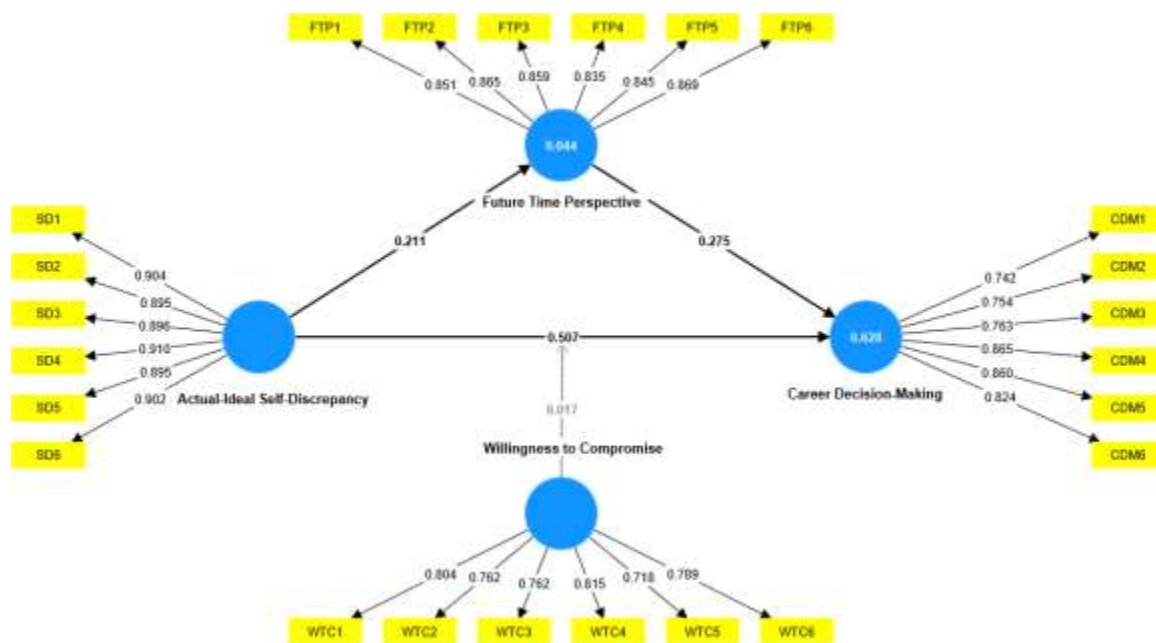 FTP1 FTP2 FTP3 FTP4 FTP5 FTP6
0.851 0.865 0.859 0.835 0.845 0.869
0.044
Future Time Perspective
SD1
SD2
SD3
SD4
SD5
SD6
0.904
0.895
0.896
0.910
0.895
0.902
Actual-Ideal Self-Discrepancy
0.211
0.275
0.507
0.017
Willingness to Compromise
Career Decision-Making
0.742
0.754
0.763
0.865
0.860
0.824
CDM1
CDM2
CDM3
CDM4
CDM5
CDM6
0.804 0.762 0.762 0.815 0.718 0.789
WTC1 WTC2 WTC3 WTC4 WTC5 WTC6